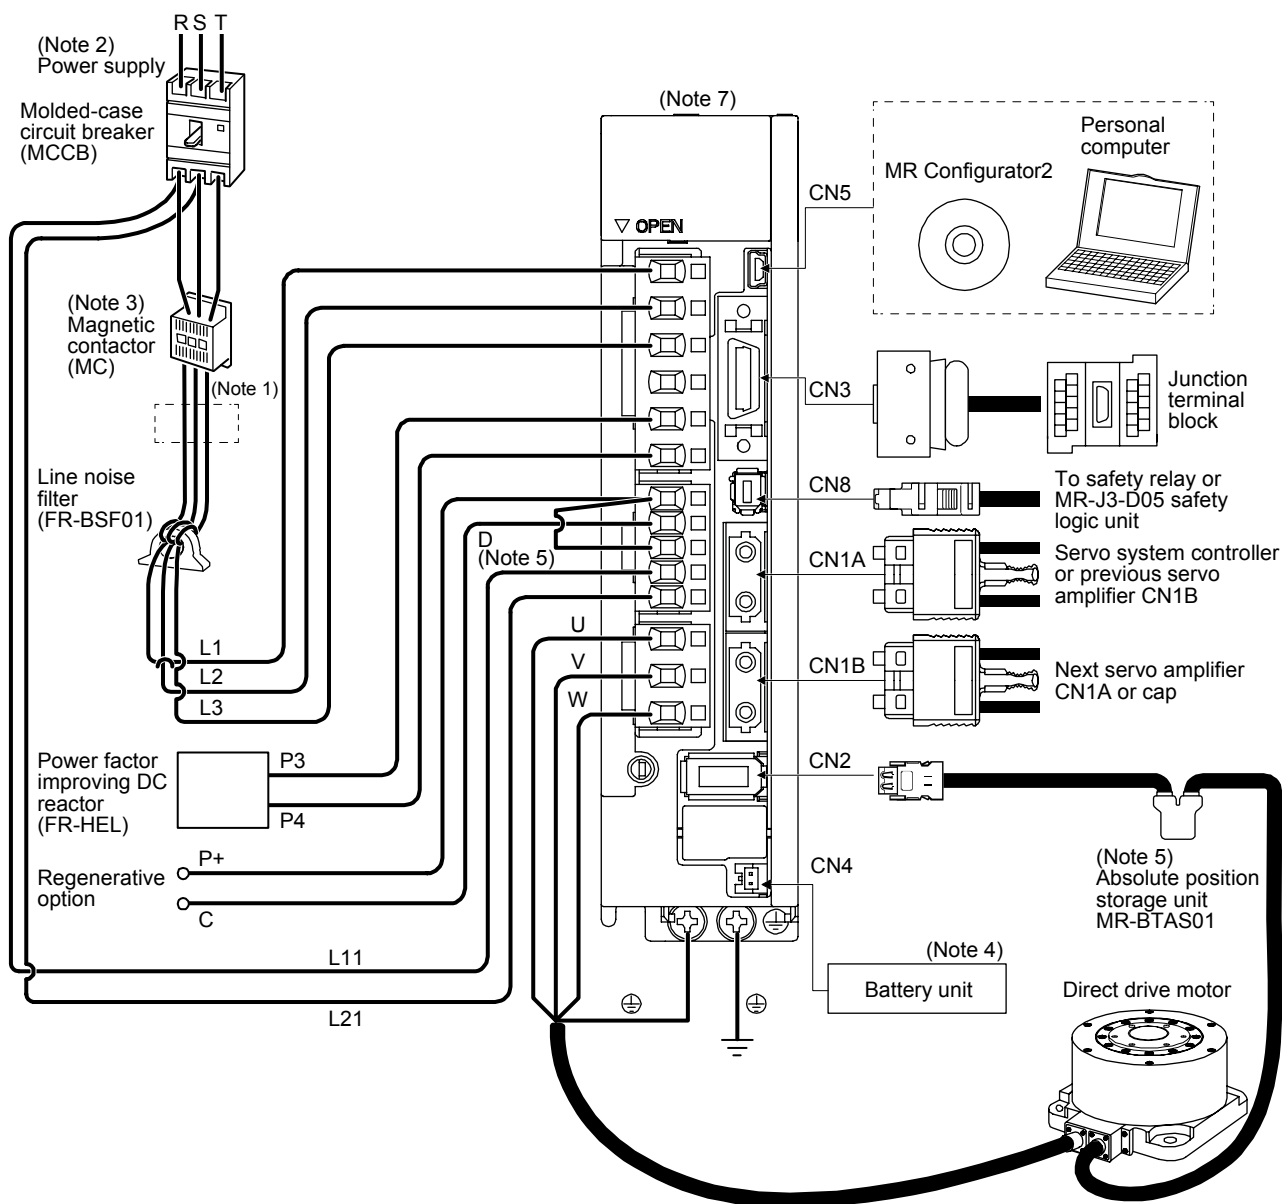 R S T
(Note 2)
Power supply
Molded-case
circuit breaker
(MCCB)
(Note 3)
Magnetic
contactor
(MC)
(Note 1)
Line noise
filter
(FR-BSF01)
L1
L2
L3
Power factor
improving DC
reactor
(FR-HEL)
P3
P4
Regenerative
option
P+
C
L11
L21
D
(Note 5)
U
V
W
(Note 7)
OPEN
CN5
MR Configurator2
Personal
computer
CN3
Junction
terminal
block
CN8
To safety relay or
MR-J3-D05 safety
logic unit
CN1A
Servo system controller
or previous servo
amplifier CN1B
CN1B
Next servo amplifier
CN1A or cap
CN2
(Note 5)
Absolute position
storage unit
MR-BTAS01
CN4
(Note 4)
Battery unit
Direct drive motor